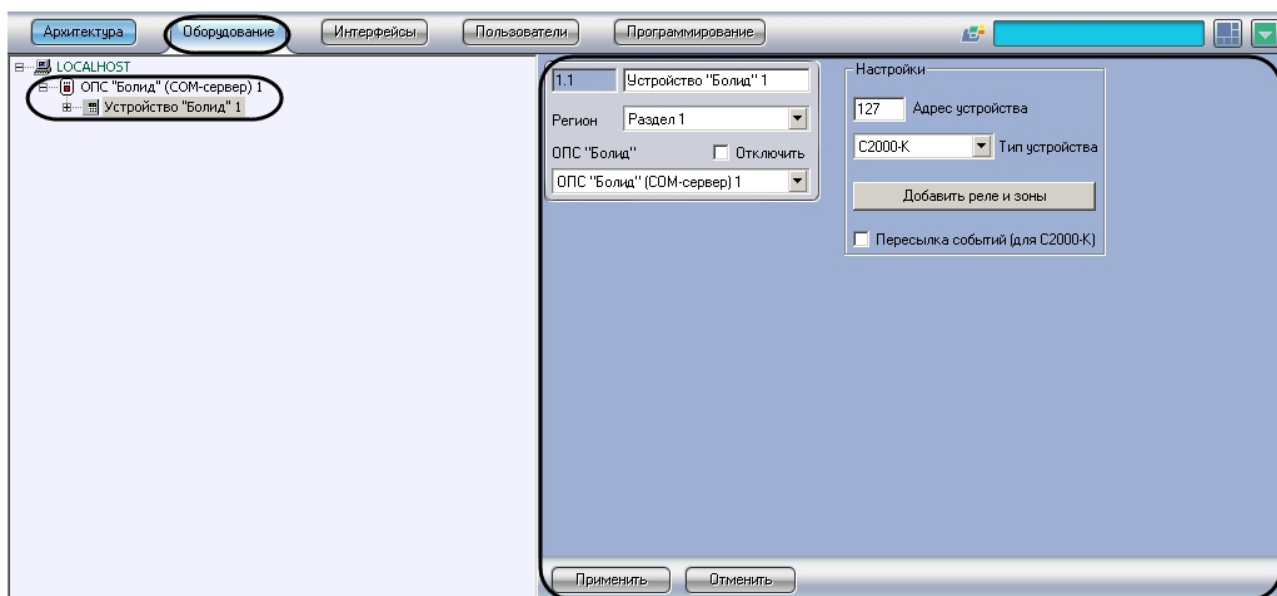 Архитектура Оборудование Интерфейсы Пользователи Программирование
LOCALHOST
ОПС "Болид" (COM-сервер) 1
Устройство "Болид" 1
1.1 Устройство "Болид" 1
Регион Раздел 1
ОПС "Болид" Отключить
ОПС "Болид" (COM-сервер) 1
Настройки
127 Адрес устройства
С2000-К Тип устройства
Добавить реле и зоны
Пересылка событий (для С2000-К)
Применить Отменить